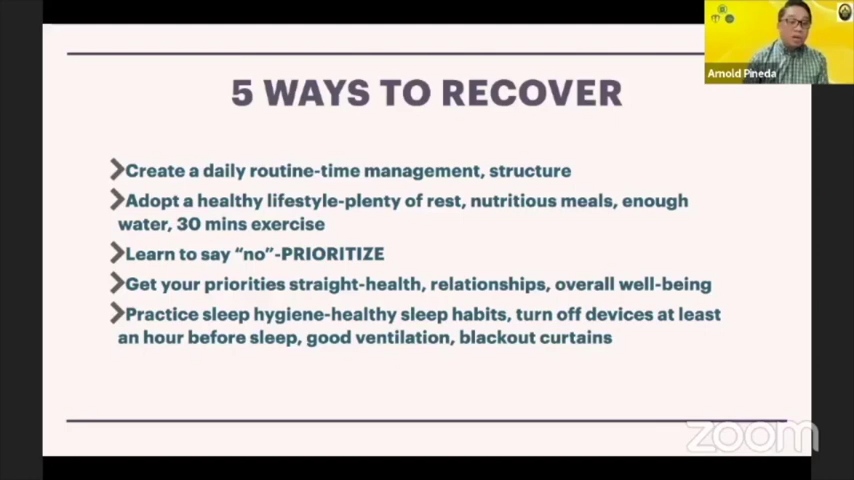 5 WAYS TO RECOVER
Create a daily routine-time management, structure
Adopt a healthy lifestyle-plenty of rest, nutritious meals, enough
water, 30 mins exercise
Learn to say “no”-PRIORITIZE
Get your priorities straight-health, relationships, overall well-being
Practice sleep hygiene-healthy sleep habits, turn off devices at least
an hour before sleep, good ventilation, blackout curtains
Arnold Pineda
zoom